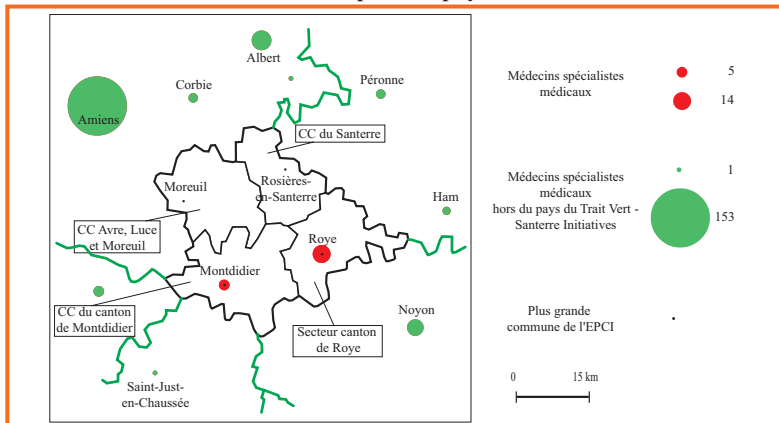 Albert
Corbie
Péronne
Amiens
CC du Santerre
Moreuil
Rosières-
en-Santerre
Ham
CC Avre, Luce
et Moreuil
Roye
Montdidier
CC du canton
de Montdidier
Secteur canton
de Roye
Noyon
Saint-Just-
en-Chaussée
Médecins spécialistes
médicaux
5
14
Médecins spécialistes
médicaux
hors du pays du Trait Vert -
Santerre Initiatives
1
153
Plus grande
commune de l'EPCI
0 15 km